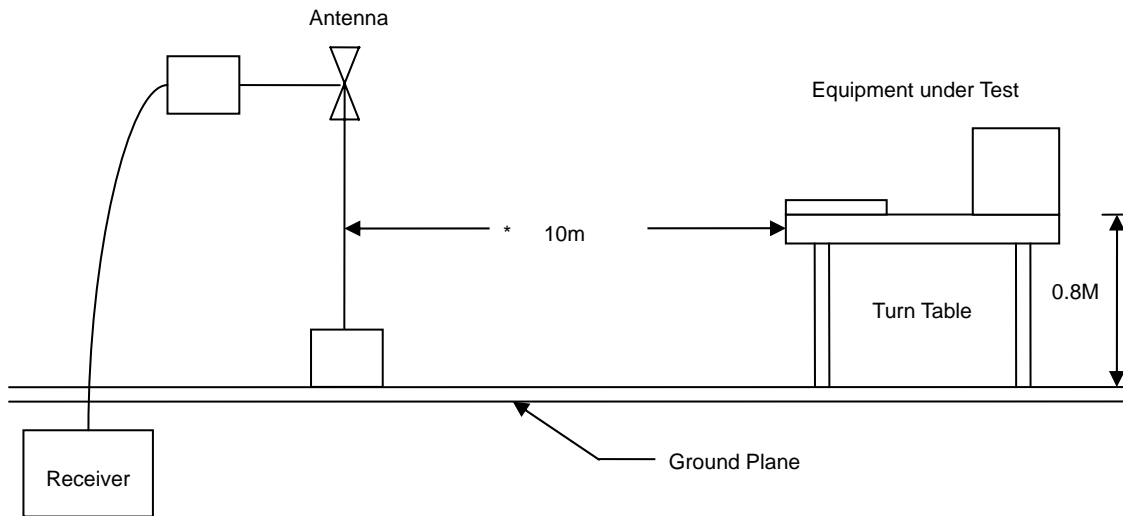 Antenna
Equipment under Test
* 10m
0.8M
Turn Table
Ground Plane
Receiver